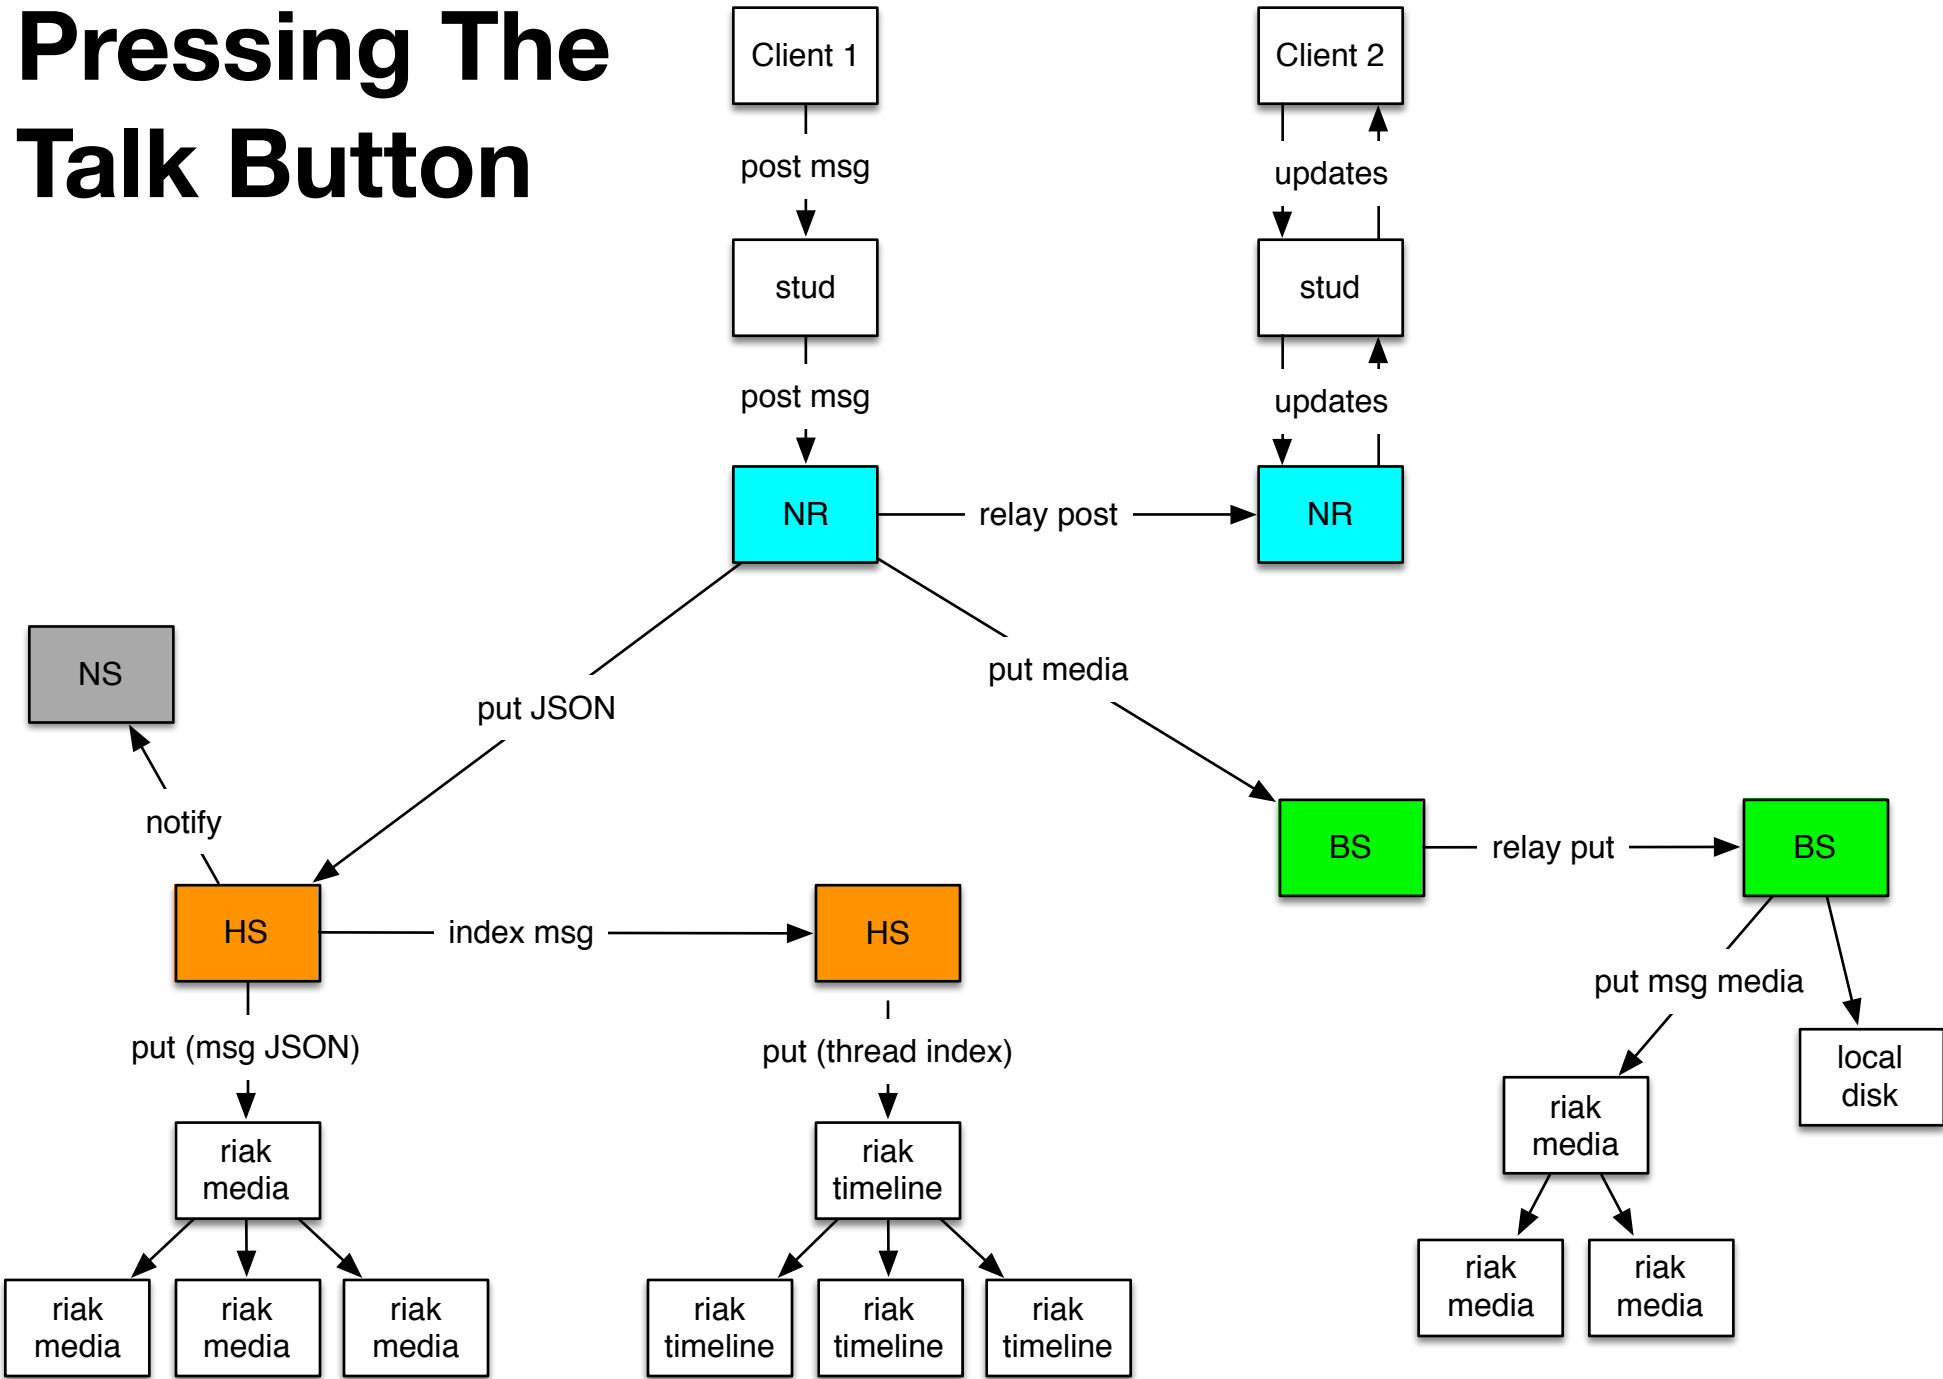 Pressing The
Talk Button
Client 1
Client 2
post msg
updates
stud
stud
post msg
updates
NR
relay post
NR
NS
put media
put JSON
notify
BS
relay put
BS
HS
index msg
HS
put msg media
put (msg JSON)
put (thread index)
local
disk
riak
media
riak
timeline
riak
media
riak
media
riak
media
riak
media
riak
timeline
riak
timeline
riak
timeline
riak
media
riak
media